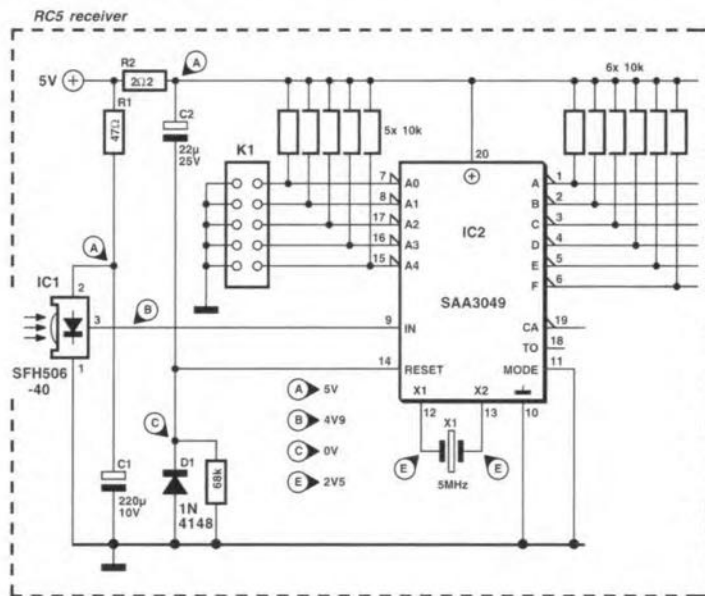 RC5 receiver
5V
R2
2Ω2
A
R1
47Ω
C2
22µ
25V
5x 10k
6x 10k
K1
20
7
A0
8
A1
17
A2
16
A3
15
A4
IC2
SAA3049
A
1
B
2
C
3
D
4
E
5
F
6
A
IC1
2
3
1
SFH506
-40
B
9
IN
CA
19
TO
18
MODE
11
14
RESET
X1
X2
12
13
10
A 5V
B 4V9
C 0V
E 2V5
E
X1
E
5MHz
C
D1
1N
4148
68k
C1
220µ
10V